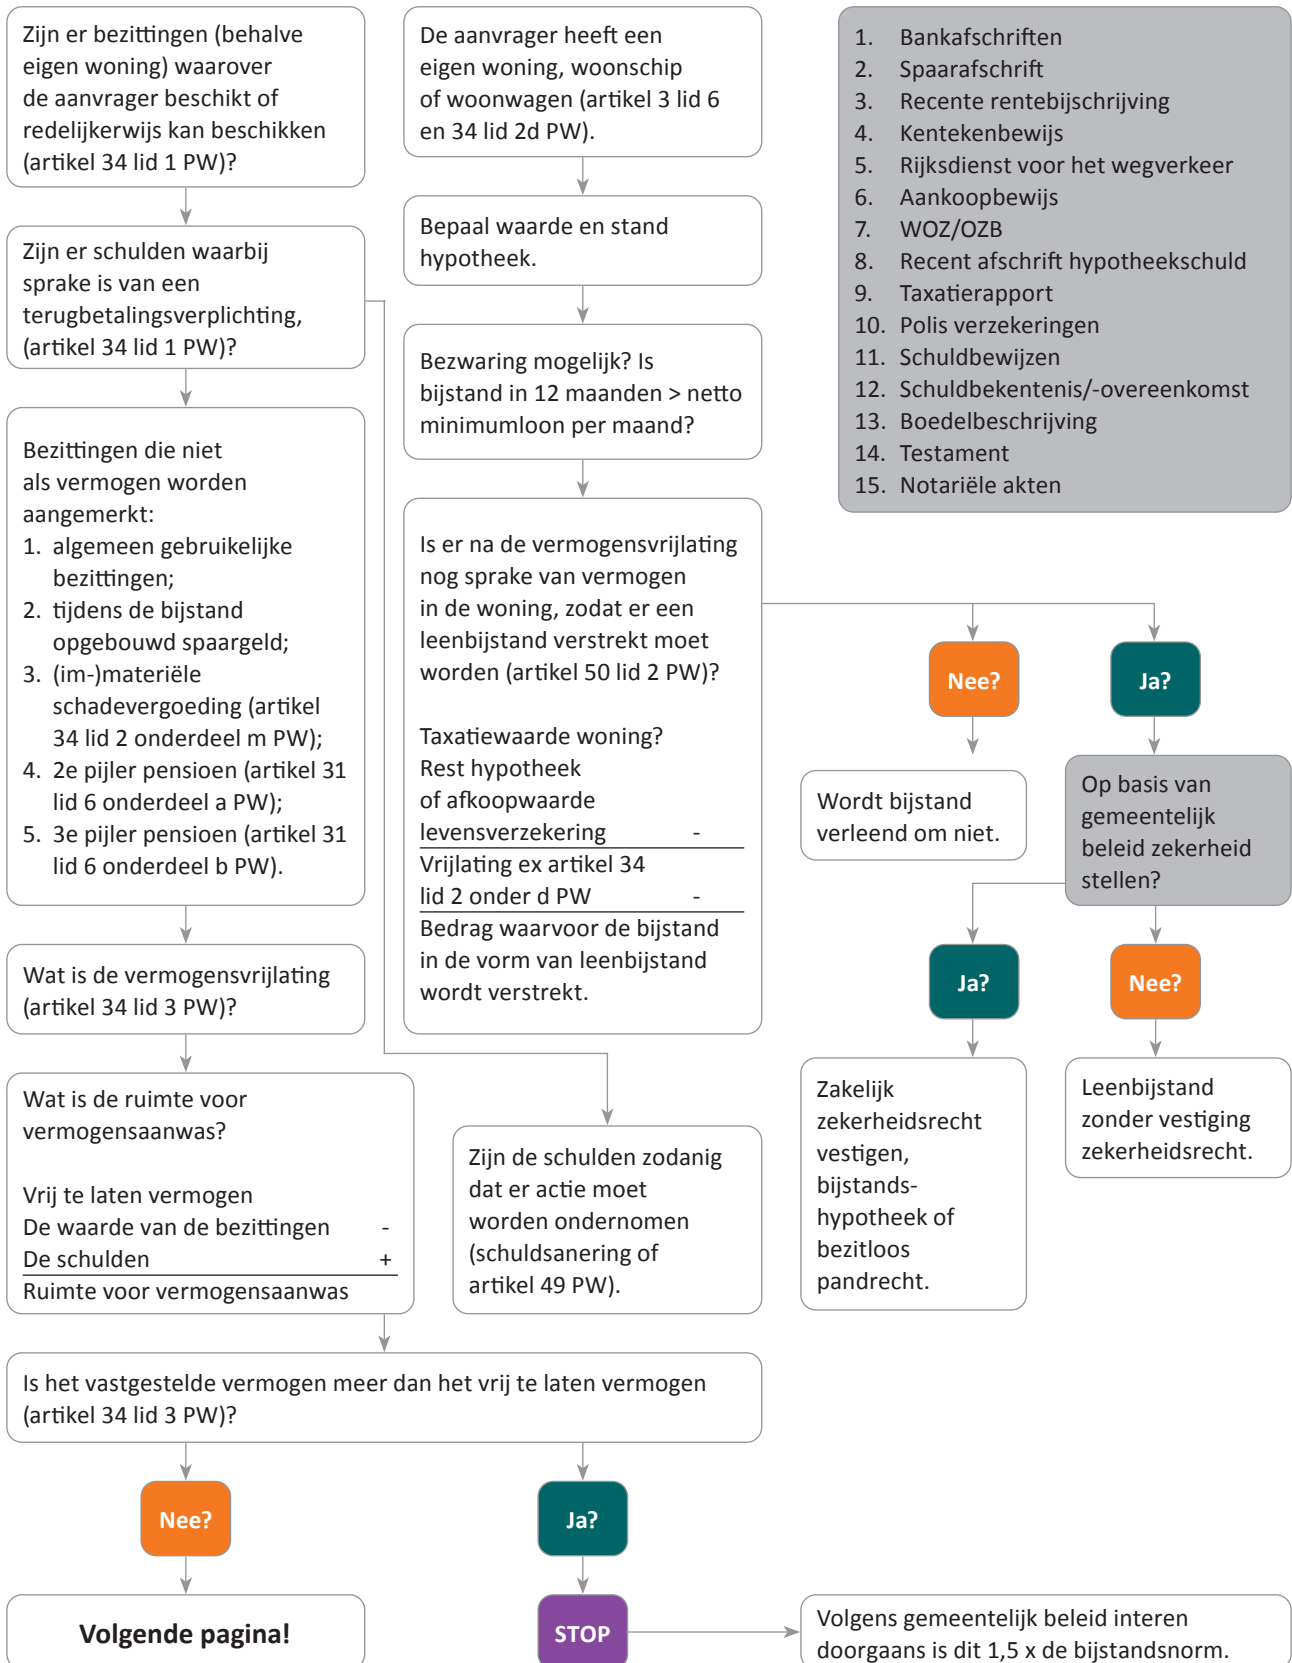 Zijn er bezittingen (behalve
eigen woning) waarover
de aanvrager beschikt of
redelijkerwijs kan beschikken
(artikel 34 lid 1 PW)?
Zijn er schulden waarbij
sprake is van een
terugbetalingsverplichting,
(artikel 34 lid 1 PW)?
Bezittingen die niet
als vermogen worden
aangemerkt:
1. algemeen gebruikelijke
bezittingen;
2. tijdens de bijstand
opgebouwd spaargeld;
3. (im-)materiële
schadevergoeding (artikel
34 lid 2 onderdeel m PW);
4. 2e pijler pensioen (artikel 31
lid 6 onderdeel a PW);
5. 3e pijler pensioen (artikel 31
lid 6 onderdeel b PW).
Wat is de vermogensvrijlating
(artikel 34 lid 3 PW)?
Wat is de ruimte voor
vermogensaanwas?
Vrij te laten vermogen
De waarde van de bezittingen -
De schulden +
Ruimte voor vermogensaanwas
De aanvrager heeft een
eigen woning, woonschip
of woonwagen (artikel 3 lid 6
en 34 lid 2d PW).
Bepaal waarde en stand
hypotheek.
Bezwaring mogelijk? Is
bijstand in 12 maanden > netto
minimumloon per maand?
Is er na de vermogensvrijlating
nog sprake van vermogen
in de woning, zodat er een
leenbijstand verstrekt moet
worden (artikel 50 lid 2 PW)?
Taxatiewaarde woning?
Rest hypotheek
of afkoopwaarde
levensverzekering -
Vrijlating ex artikel 34
lid 2 onder d PW -
Bedrag waarvoor de bijstand
in de vorm van leenbijstand
wordt verstrekt.
Zijn de schulden zodanig
dat er actie moet
worden ondernomen
(schuldsanering of
artikel 49 PW).
1. Bankafschriften
2. Spaarafschrift
3. Recente rentebijschrijving
4. Kentekenbewijs
5. Rijksdienst voor het wegverkeer
6. Aankoopbewijs
7. WOZ/OZB
8. Recent afschrift hypotheekschuld
9. Taxatierapport
10. Polis verzekeringen
11. Schuldbewijzen
12. Schuldbekentenis/-overeenkomst
13. Boedelbeschrijving
14. Testament
15. Notariële akten
Nee?
Ja?
Wordt bijstand
verleend om niet.
Op basis van
gemeentelijk
beleid zekerheid
stellen?
Ja?
Nee?
Zakelijk
zekerheidsrecht
vestigen,
bijstands-
hypotheek of
bezitloos
pandrecht.
Leenbijstand
zonder vestiging
zekerheidsrecht.
Is het vastgestelde vermogen meer dan het vrij te laten vermogen
(artikel 34 lid 3 PW)?
Nee?
Ja?
Volgende pagina!
STOP
Volgens gemeentelijk beleid interen
doorgaans is dit 1,5 x de bijstandsnorm.